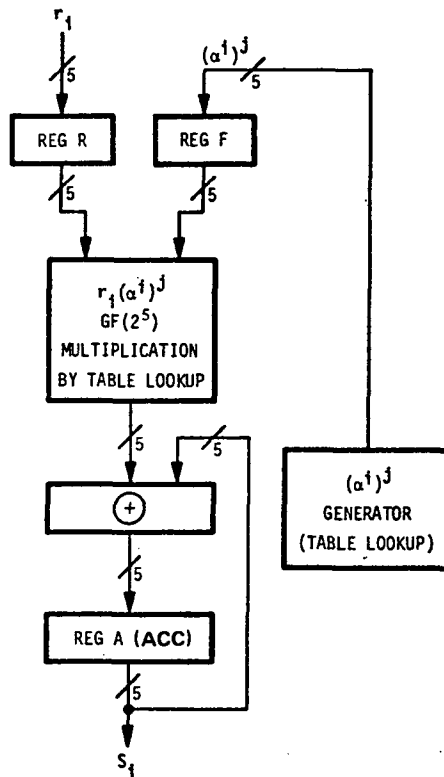 r_i
5
(α^i)^j
5
REG R
REG F
5
5
r_i(α^i)^j
GF(2^5)
MULTIPLICATION
BY TABLE LOOKUP
5
5
+
(α^i)^j
GENERATOR
(TABLE LOOKUP)
5
REG A (ACC)
5
S_i